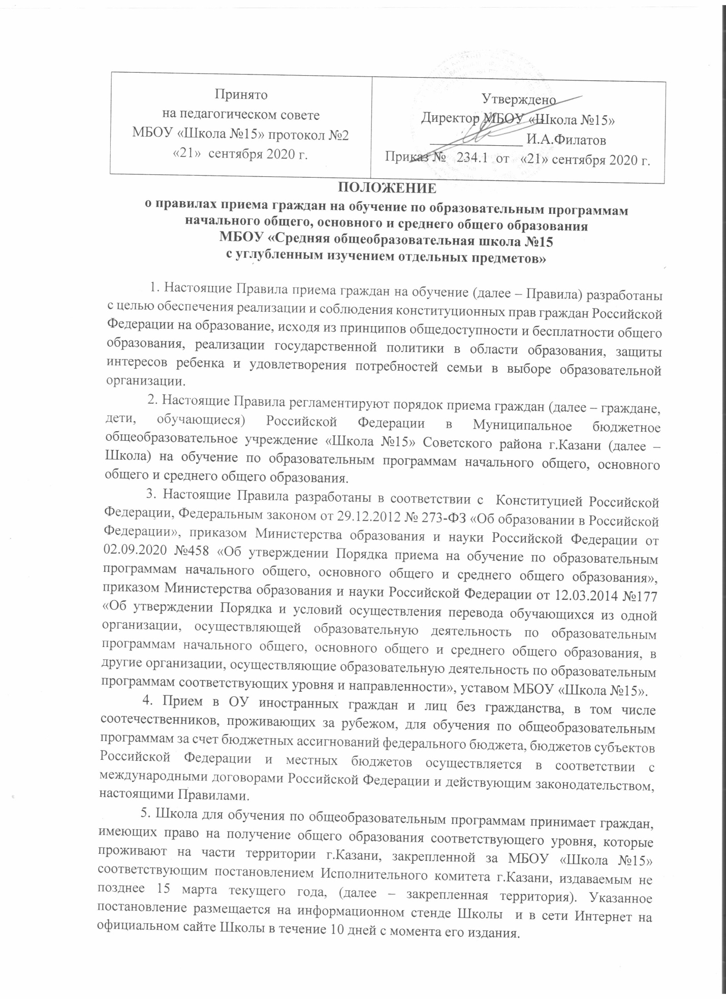 Принято
на педагогическом совете
МБОУ «Школа №15» протокол №2
«21» сентября 2020 г.
Утверждено
Директор МБОУ «Школа №15»
_____________ И.А.Филатов
Приказ № 234.1 от «21» сентября 2020 г.
ПОЛОЖЕНИЕ
о правилах приема граждан на обучение по образовательным программам
начального общего, основного и среднего общего образования
МБОУ «Средняя общеобразовательная школа №15
с углубленным изучением отдельных предметов»
1. Настоящие Правила приема граждан на обучение (далее – Правила) разработаны
с целью обеспечения реализации и соблюдения конституционных прав граждан Российской
Федерации на образование, исходя из принципов общедоступности и бесплатности общего
образования, реализации государственной политики в области образования, защиты
интересов ребенка и удовлетворения потребностей семьи в выборе образовательной
организации.
2. Настоящие Правила регламентируют порядок приема граждан (далее – граждане,
дети, обучающиеся) Российской Федерации в Муниципальное бюджетное
общеобразовательное учреждение «Школа №15» Советского района г.Казани (далее –
Школа) на обучение по образовательным программам начального общего, основного
общего и среднего общего образования.
3. Настоящие Правила разработаны в соответствии с Конституцией Российской
Федерации, Федеральным законом от 29.12.2012 № 273-ФЗ «Об образовании в Российской
Федерации», приказом Министерства образования и науки Российской Федерации от
02.09.2020 №458 «Об утверждении Порядка приема на обучение по образовательным
программам начального общего, основного общего и среднего общего образования»,
приказом Министерства образования и науки Российской Федерации от 12.03.2014 №177
«Об утверждении Порядка и условий осуществления перевода обучающихся из одной
организации, осуществляющей образовательную деятельность по образовательным
программам начального общего, основного общего и среднего общего образования, в
другие организации, осуществляющие образовательную деятельность по образовательным
программам соответствующих уровня и направленности», уставом МБОУ «Школа №15».
4. Прием в ОУ иностранных граждан и лиц без гражданства, в том числе
соотечественников, проживающих за рубежом, для обучения по общеобразовательным
программам за счет бюджетных ассигнований федерального бюджета, бюджетов субъектов
Российской Федерации и местных бюджетов осуществляется в соответствии с
международными договорами Российской Федерации и действующим законодательством,
настоящими Правилами.
5. Школа для обучения по общеобразовательным программам принимает граждан,
имеющих право на получение общего образования соответствующего уровня, которые
проживают на части территории г.Казани, закрепленной за МБОУ «Школа №15»
соответствующим постановлением Исполнительного комитета г.Казани, издаваемым не
позднее 15 марта текущего года, (далее – закрепленная территория). Указанное
постановление размещается на информационном стенде Школы и в сети Интернет на
официальном сайте Школы в течение 10 дней с момента его издания.